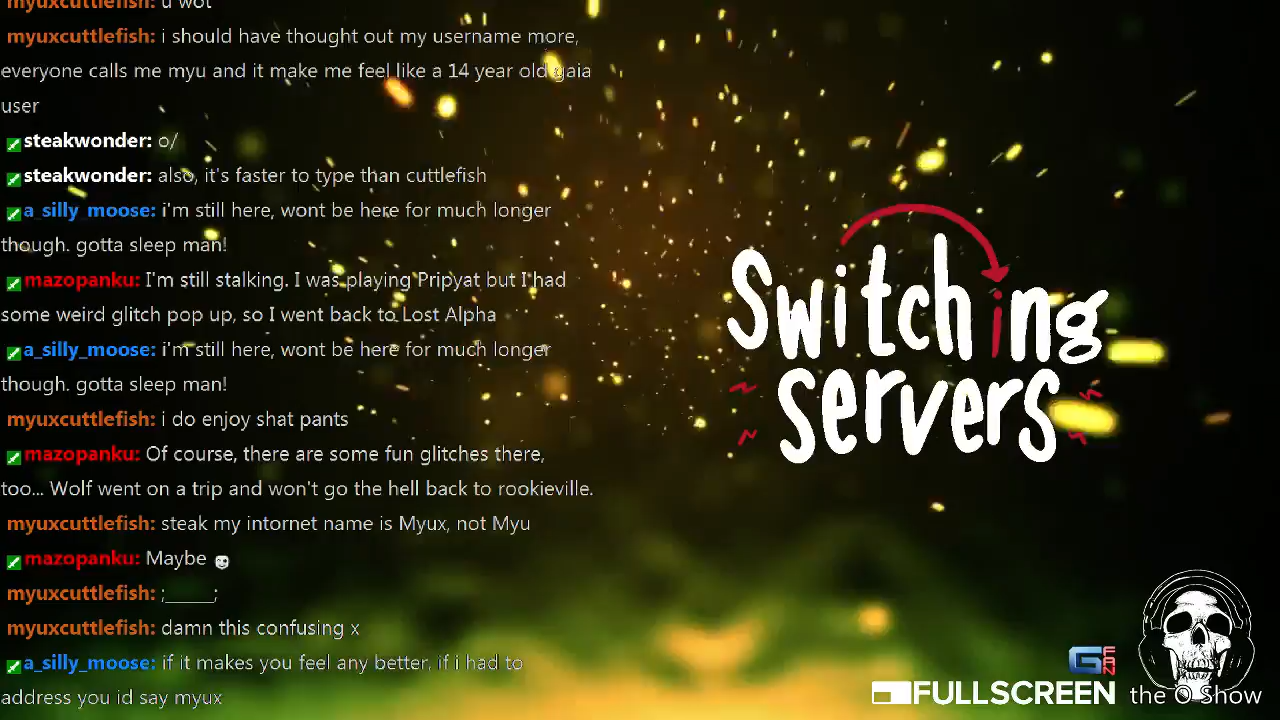 myuxcuttlefish: u wot
myuxcuttlefish: i should have thought out my username more,
everyone calls me myu and it make me feel like a 14 year old gaia
user
steakwonder: o/
steakwonder: also, it's faster to type than cuttlefish
a_silly_moose: i'm still here, wont be here for much longer
though. gotta sleep man!
mazopanku: I'm still stalking. I was playing Pripyat but I had
some weird glitch pop up, so I went back to Lost Alpha
a_silly_moose: i'm still here, wont be here for much longer
though. gotta sleep man!
myuxcuttlefish: i do enjoy shat pants
mazopanku: Of course, there are some fun glitches there,
too... Wolf went on a trip and won't go the hell back to rookieville.
myuxcuttlefish: steak my intornet name is Myux, not Myu
mazopanku: Maybe
myuxcuttlefish: ;_____;
myuxcuttlefish: damn this confusing x
a_silly_moose: if it makes you feel any better, if i had to
address you id say myux
Switching
servers
G FAN
FULLSCREEN
the O Show